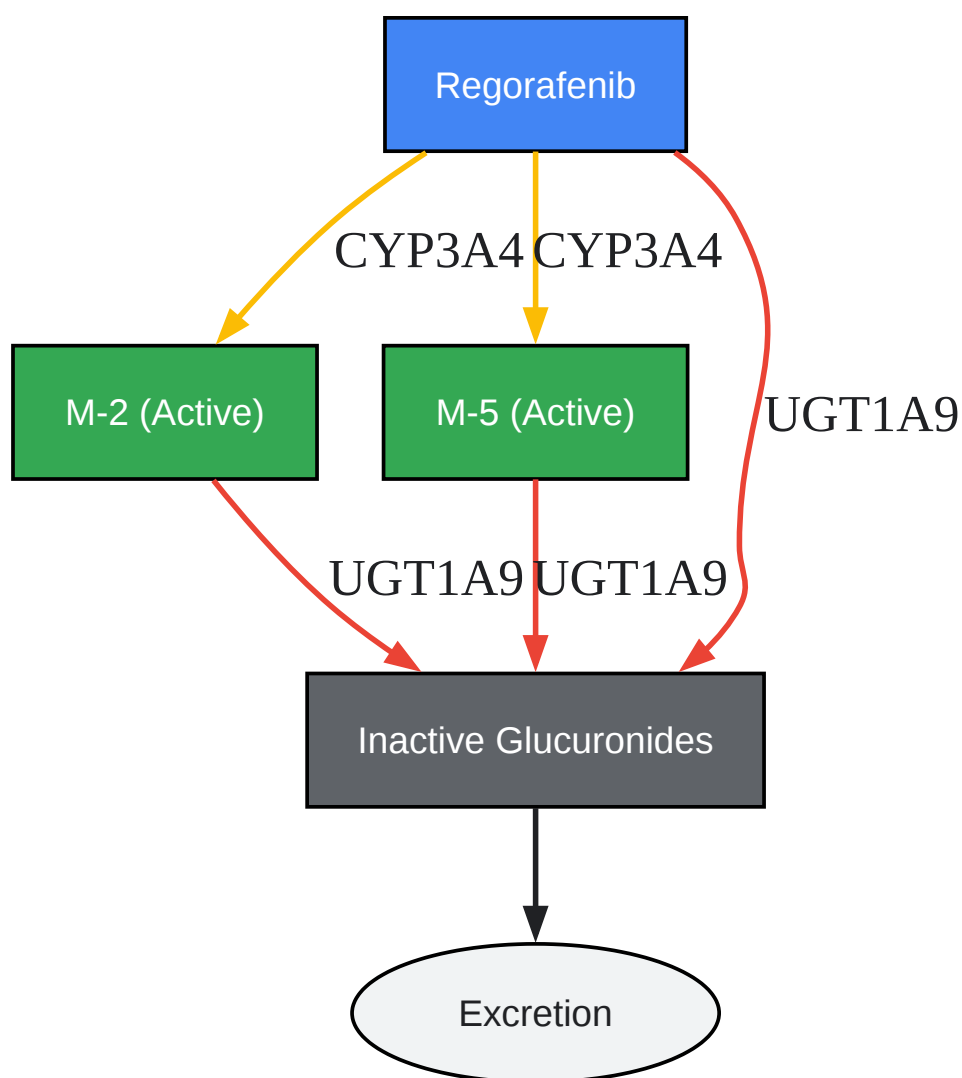 Regorafenib
CYP3A4
CYP3A4
M-2 (Active)
M-5 (Active)
UGT1A9
UGT1A9
UGT1A9
Inactive Glucuronides
Excretion